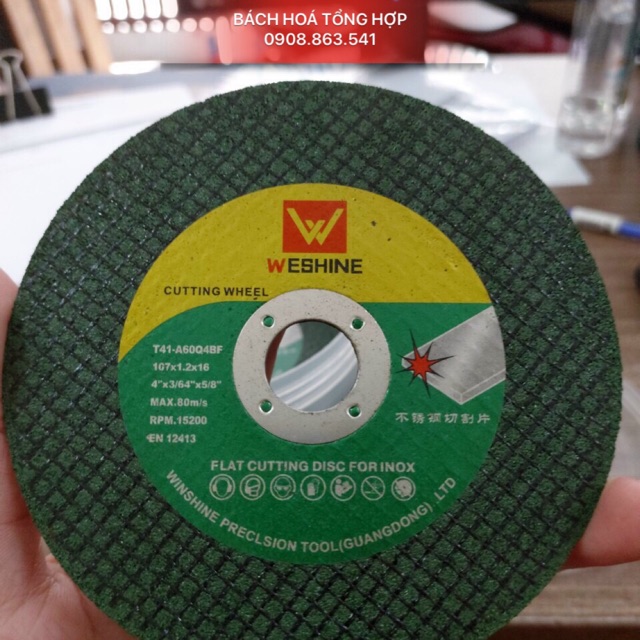 BÁCH HOÁ TỔNG HỢP
0908.863.541
W
WESHINE
CUTTING WHEEL
T41-A60Q4BF
107x1.2x16
4"x3/64"x5/8"
MAX.80m/s
RPM.15200
EN 12413
不锈钢切割片
FLAT CUTTING DISC FOR INOX
WINSHINE PRECLSION TOOL(GUANGDONG) ,LTD